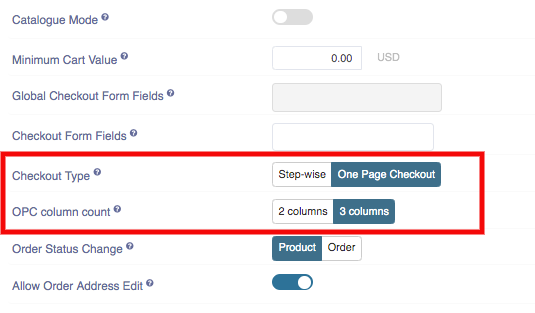 Catalogue Mode ?
Minimum Cart Value ? 0.00 USD
Global Checkout Form Fields ?
Checkout Form Fields ?
Checkout Type ? Step-wise One Page Checkout
OPC column count ? 2 columns 3 columns
Order Status Change ? Product Order
Allow Order Address Edit ?